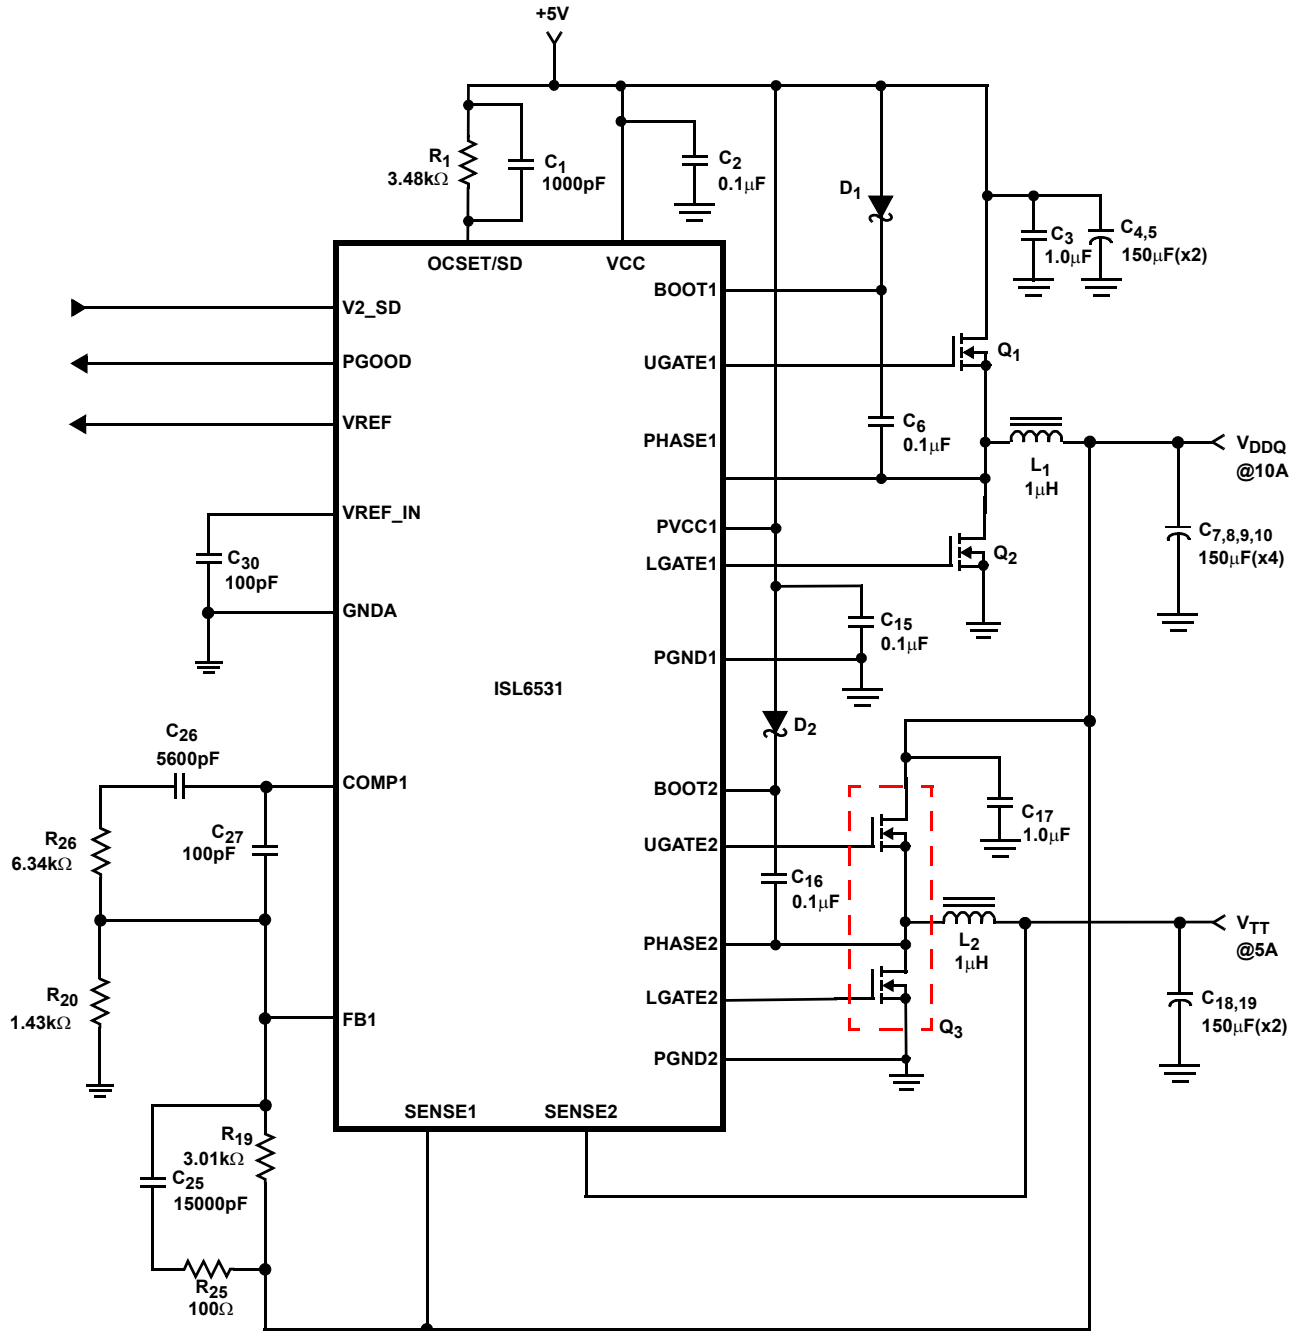 +5V
R1
3.48kΩ
C1
1000pF
C2
0.1µF
D1
C3
1.0µF
C4,5
150µF(x2)
OCSET/SD
VCC
BOOT1
V2_SD
PGOOD
UGATE1
Q1
VREF
C6
0.1µF
PHASE1
L1
1µH
VDDQ
@10A
VREF_IN
PVCC1
C7,8,9,10
150µF(x4)
C30
100pF
LGATE1
Q2
GNDA
C15
0.1µF
PGND1
ISL6531
D2
C26
5600pF
COMP1
BOOT2
C17
1.0µF
R26
6.34kΩ
C27
100pF
UGATE2
C16
0.1µF
PHASE2
L2
1µH
VTT
@5A
R20
1.43kΩ
LGATE2
C18,19
150µF(x2)
FB1
Q3
PGND2
SENSE1
SENSE2
R19
3.01kΩ
C25
15000pF
R25
100Ω